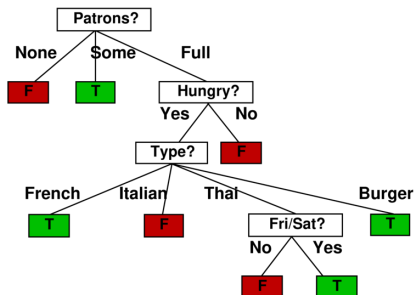 Patrons?
None Some Full
F T Hungry?
Yes No
Type? F
French Italian Thai Burger
T F Fri/Sat? T
No Yes
F T